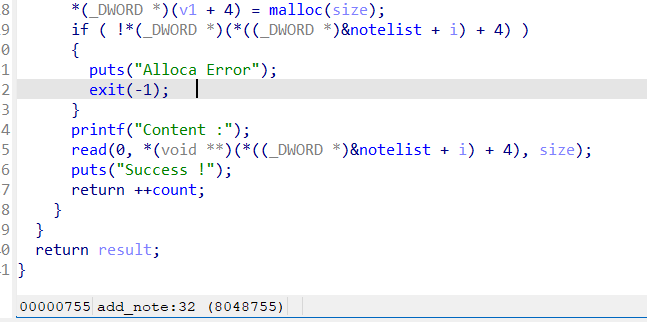 8 *(_DWORD *)(v1 + 4) = malloc(size);
9 if ( !*(_DWORD *)(*((_DWORD *)&notelist + i) + 4) )
0 {
1 puts("Alloca Error");
2 exit(-1);
3 }
4 printf("Content :");
5 read(0, *(void **)(*((_DWORD *)&notelist + i) + 4), size);
6 puts("Success !");
7 return ++count;
8 }
9 }
0 return result;
1 }
00000755 add_note:32 (8048755)